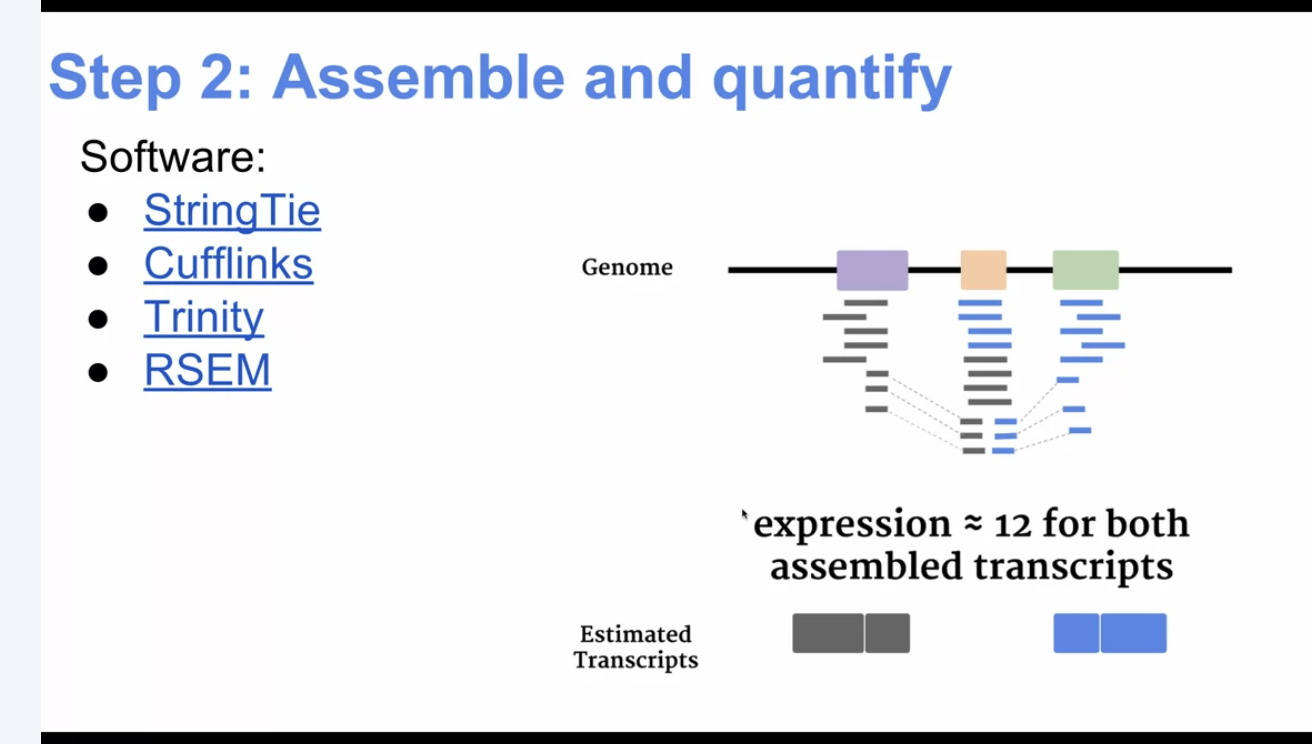 Step 2: Assemble and quantify
Software:
● StringTie
● Cufflinks
● Trinity
● RSEM
Genome
expression ≈ 12 for both
assembled transcripts
Estimated
Transcripts